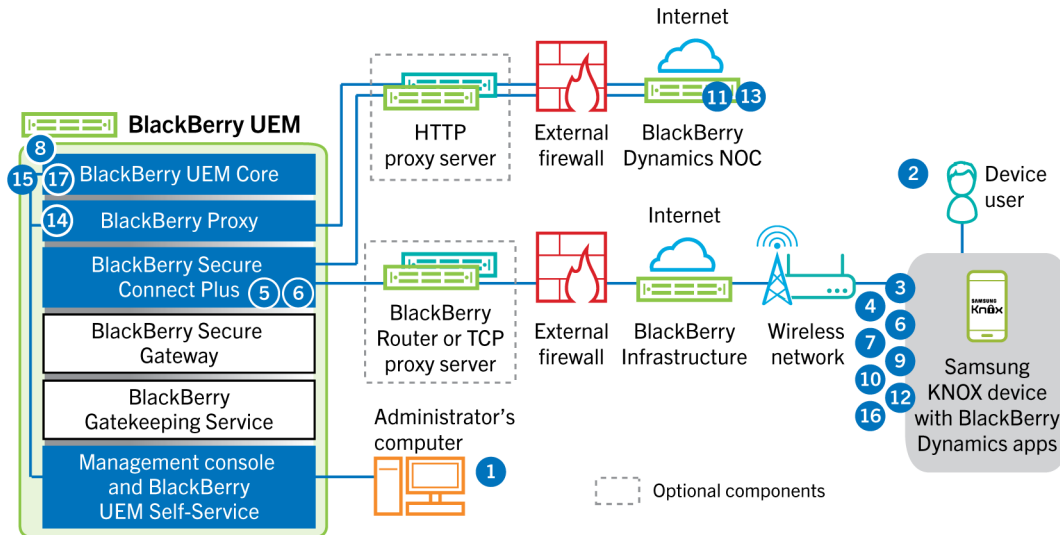 Internet
HTTP
proxy server
External
firewall
BlackBerry
Dynamics NOC
11
13
BlackBerry UEM
8
15
17
BlackBerry UEM Core
14
BlackBerry Proxy
BlackBerry Secure
Connect Plus
5
6
BlackBerry Secure
Gateway
BlackBerry
Gatekeeping Service
Management console
and BlackBerry
UEM Self-Service
BlackBerry
Router or TCP
proxy server
External
firewall
Internet
BlackBerry
Infrastructure
Wireless
network
2
Device
user
3
4
6
7
9
10
12
16
SAMSUNG
Knox
Samsung
KNOX device
with BlackBerry
Dynamics apps
Administrator's
computer
1
Optional components